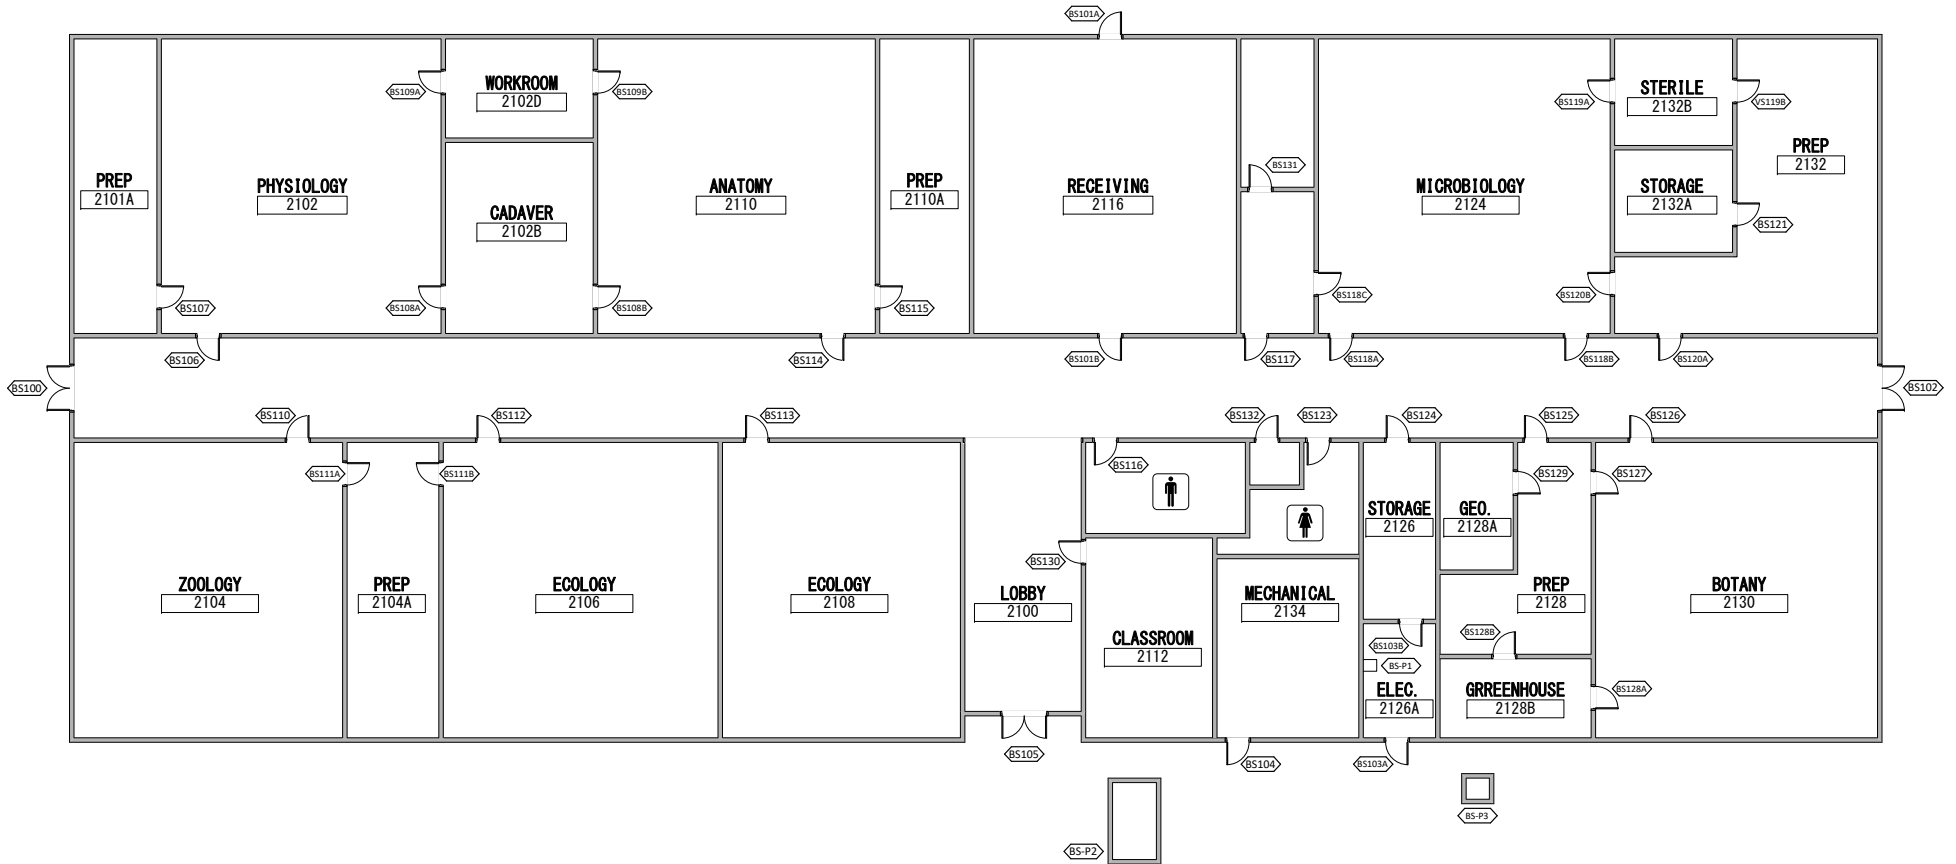 BS101A
BS109A
WORKROOM
2102D
BS109B
BS119A
STERILE
2132B
VS119B
PREP
2101A
PHYSIOLOGY
2102
CADAVER
2102B
ANATOMY
2110
PREP
2110A
RECEIVING
2116
BS131
MICROBIOLOGY
2124
STORAGE
2132A
PREP
2132
BS121
BS107
BS108A
BS108B
BS115
BS118C
BS120B
BS106
BS114
BS101B
BS117
BS118A
BS118B
BS120A
BS100
BS102
BS110
BS112
BS113
BS132
BS123
BS124
BS125
BS126
BS111A
BS111B
BS116
BS129
BS127
STORAGE
2126
GEO.
2128A
BS130
ZOOLOGY
2104
PREP
2104A
ECOLOGY
2106
ECOLOGY
2108
LOBBY
2100
MECHANICAL
2134
PREP
2128
BOTANY
2130
CLASSROOM
2112
BS128B
BS103B
BS-P1
ELEC.
2126A
GRREENHOUSE
2128B
BS128A
BS105
BS104
BS103A
BS-P3
BS-P2